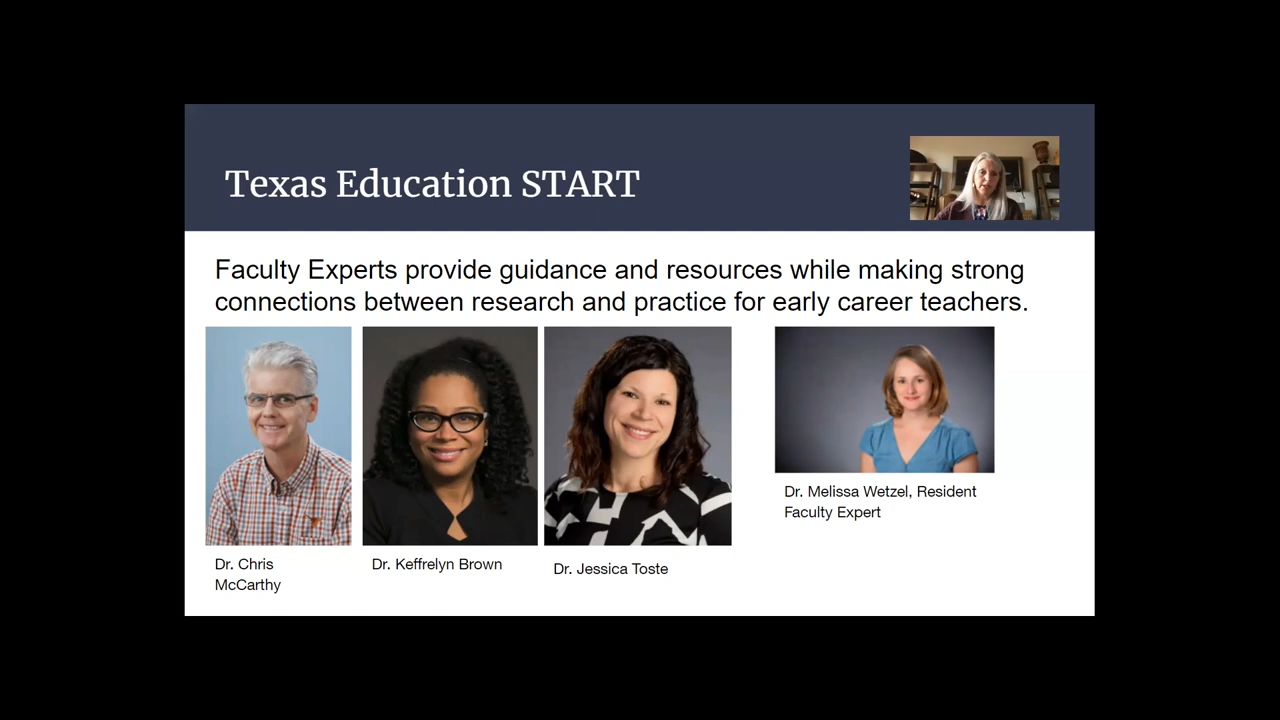 Texas Education START
Faculty Experts provide guidance and resources while making strong
connections between research and practice for early career teachers.
Dr. Chris
McCarthy
Dr. Keffrelyn Brown
Dr. Jessica Toste
Dr. Melissa Wetzel, Resident
Faculty Expert